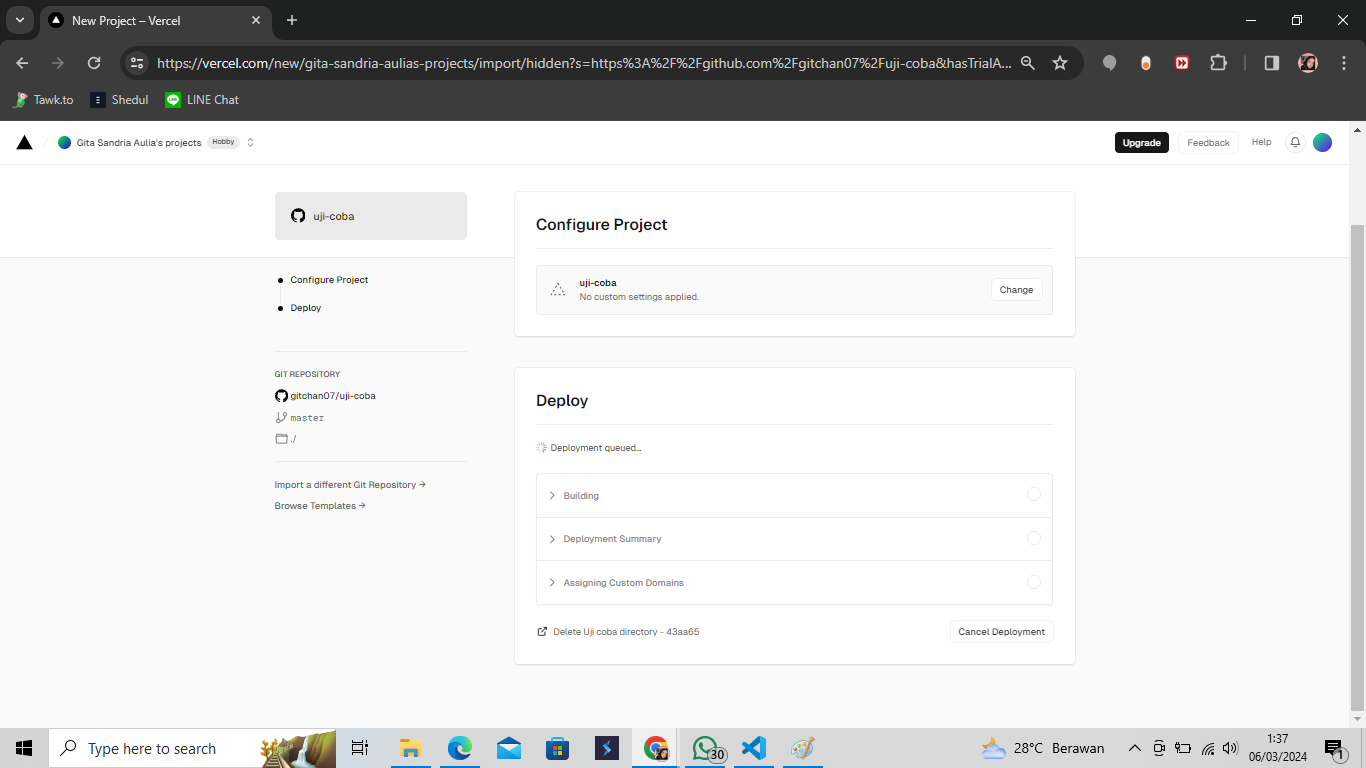 New Project – Vercel
https://vercel.com/new/gita-sandria-aulias-projects/import/hidden?s=https%3A%2F%2Fgithub.com%2Fgitchan07%2Fuji-coba&hasTrialA...
Tawk.to
Shedul
LINE Chat
Gita Sandria Aulia's projects
Hobby
Upgrade
Feedback
Help
uji-coba
Configure Project
Deploy
GIT REPOSITORY
gitchan07/uji-coba
master
./
Import a different Git Repository →
Browse Templates →
Configure Project
uji-coba
No custom settings applied.
Change
Deploy
Deployment queued...
Building
Deployment Summary
Assigning Custom Domains
Delete Uji coba directory - 43aa65
Cancel Deployment
Type here to search
30
28°C Berawan
1:37
06/03/2024
1